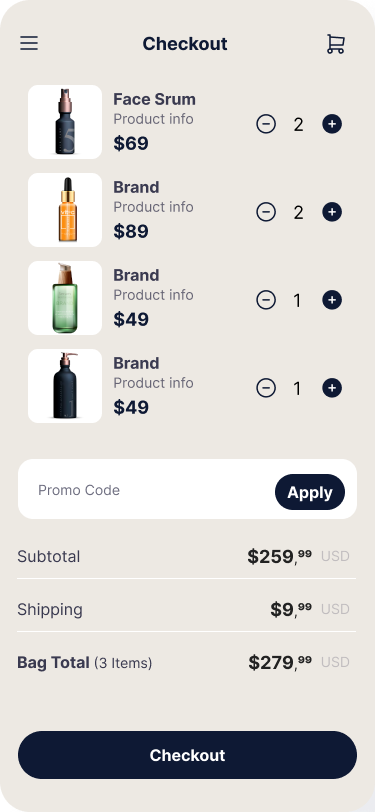 Checkout
Face Srum
Product info
$69
2
Brand
Product info
$89
2
Brand
Product info
$49
1
Brand
Product info
$49
1
Promo Code
Apply
Subtotal
$259,⁹⁹ USD
Shipping
$9,⁹⁹ USD
Bag Total (3 Items)
$279,⁹⁹ USD
Checkout